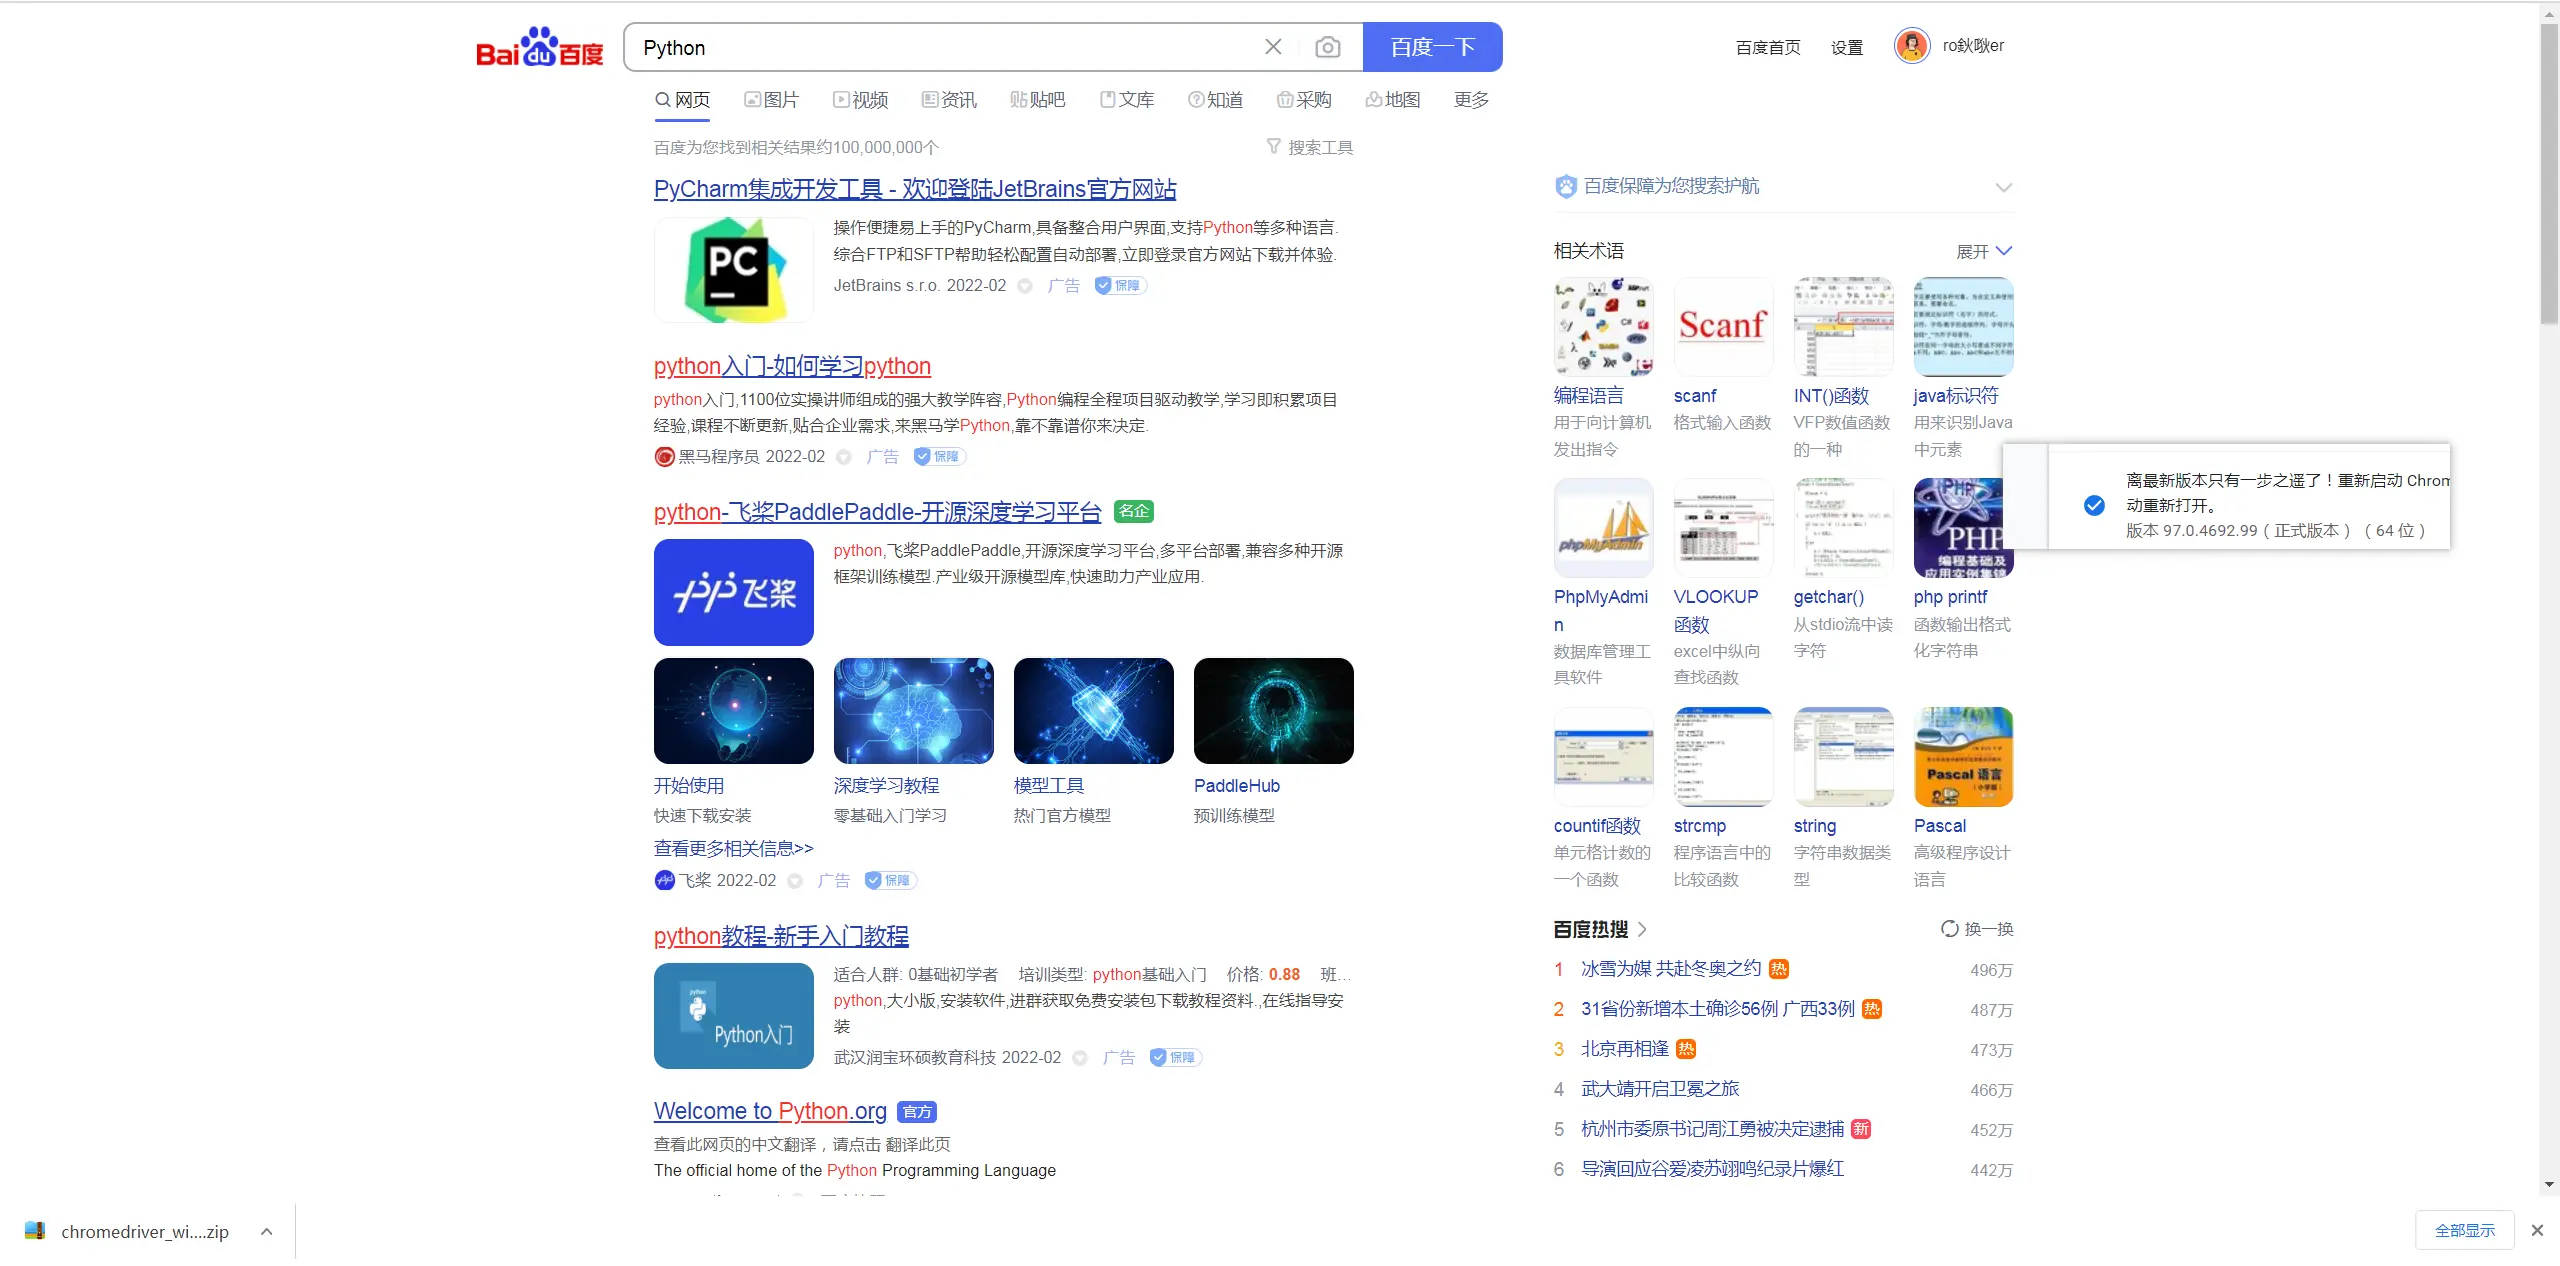 Bai du 百度
Python
百度一下
百度首页
设置
网页
图片
视频
资讯
贴吧
文库
知道
采购
地图
更多
百度为您找到相关结果约100,000,000个
搜索工具
PyCharm集成开发工具 - 欢迎登陆JetBrains官方网站
PC
操作便捷易上手的PyCharm,具备整合用户界面,支持Python等多种语言.
综合FTP和SFTP帮助轻松配置自动部署,立即登录官方网站下载并体验.
JetBrains s.r.o. 2022-02 广告 保障
python入门-如何学习python
python入门,1100位实操讲师组成的强大教学阵容,Python编程全程项目驱动教学,学习即积累项目
经验,课程不断更新,贴合企业需求,来黑马学Python,靠不靠谱你来决定.
黑马程序员 2022-02 广告 保障
python-飞桨PaddlePaddle-开源深度学习平台 名企
飞桨
python,飞桨PaddlePaddle,开源深度学习平台,多平台部署,兼容多种开源
框架训练模型.产业级开源模型库,快速助力产业应用.
开始使用
快速下载安装
深度学习教程
零基础入门学习
模型工具
热门官方模型
PaddleHub
预训练模型
查看更多相关信息>>
飞桨 2022-02 广告 保障
python教程-新手入门教程
python
Python入门
适合人群: 0基础初学者 培训类型: python基础入门 价格: 0.88 班...
python,大小版,安装软件,进群获取免费安装包下载教程资料.,在线指导安
装
武汉润宝环硕教育科技 2022-02 广告 保障
Welcome to Python.org 官方
查看此网页的中文翻译，请点击 翻译此页
The official home of the Python Programming Language
百度保障为您搜索护航
相关术语
展开
编程语言
用于向计算机
发出指令
Scanf
scanf
格式输入函数
INT()函数
VFP数值函数
的一种
java标识符
用来识别Java
中元素
phpMyAdmin
PhpMyAdmi
n
数据库管理工
具软件
VLOOKUP
函数
excel中纵向
查找函数
getchar()
从stdio流中读
字符
PHP
编程基础及
应用实例集锦
php printf
函数输出格式
化字符串
countif函数
单元格计数的
一个函数
strcmp
程序语言中的
比较函数
string
字符串数据类
型
Pascal 语言
(小学版)
Pascal
高级程序设计
语言
离最新版本只有一步之遥了！重新启动 Chrom
动重新打开。
版本 97.0.4692.99（正式版本）（64 位）
百度热搜
换一换
1 冰雪为媒 共赴冬奥之约 热 496万
2 31省份新增本土确诊56例 广西33例 热 487万
3 北京再相逢 热 473万
4 武大靖开启卫冕之旅 466万
5 杭州市委原书记周江勇被决定逮捕 新 452万
6 导演回应谷爱凌苏翊鸣纪录片爆红 442万
chromedriver_wi....zip
全部显示